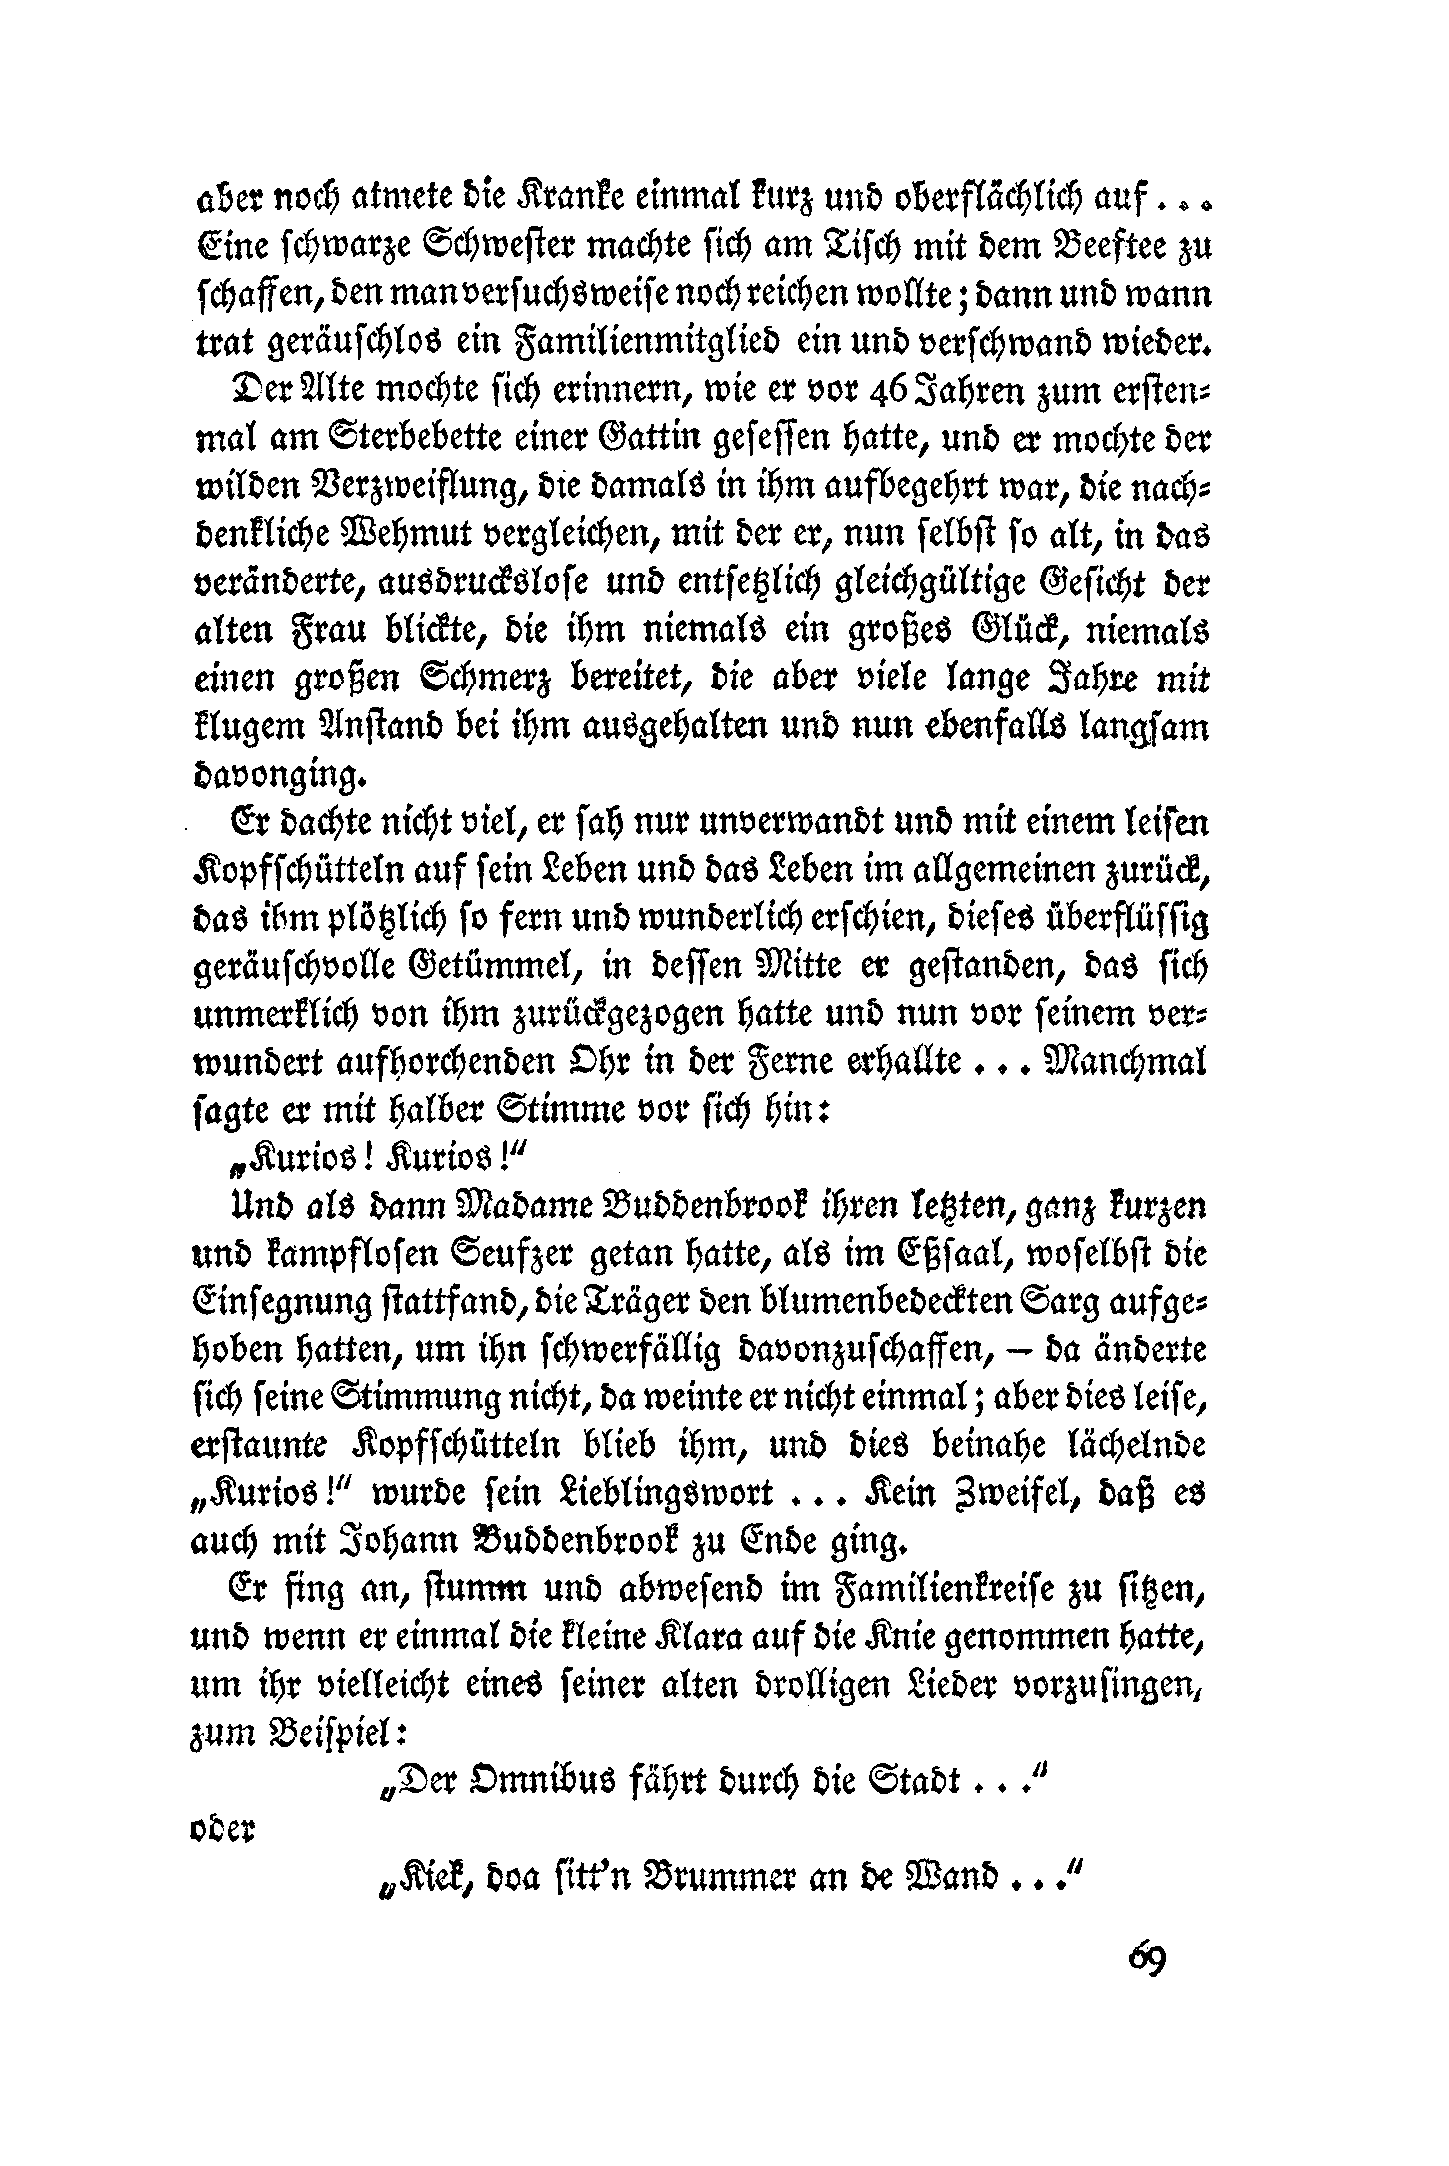 aber noch atmete die Kranke einmal kurz und oberflächlich auf . . .
Eine schwarze Schwester machte sich am Tisch mit dem Beeftee zu
schaffen, den man versuchsweise noch reichen wollte; dann und wann
trat geräuschlos ein Familienmitglied ein und verschwand wieder.
Der Alte mochte sich erinnern, wie er vor 46 Jahren zum ersten-
mal am Sterbebette einer Gattin gesessen hatte, und er mochte der
wilden Verzweiflung, die damals in ihm aufbegehrt war, die nach-
denkliche Wehmut vergleichen, mit der er, nun selbst so alt, in das
veränderte, ausdruckslose und entsetzlich gleichgültige Gesicht der
alten Frau blickte, die ihm niemals ein großes Glück, niemals
einen großen Schmerz bereitet, die aber viele lange Jahre mit
klugem Anstand bei ihm ausgehalten und nun ebenfalls langsam
davonging.
Er dachte nicht viel, er sah nur unverwandt und mit einem leisen
Kopfschütteln auf sein Leben und das Leben im allgemeinen zurück,
das ihm plötzlich so fern und wunderlich erschien, dieses überflüssig
geräuschvolle Getümmel, in dessen Mitte er gestanden, das sich
unmerklich von ihm zurückgezogen hatte und nun vor seinem ver-
wundert aufhorchenden Ohr in der Ferne erhallte . . . Manchmal
sagte er mit halber Stimme vor sich hin:
„Kurios! Kurios!“
Und als dann Madame Buddenbrook ihren letzten, ganz kurzen
und kampflosen Seufzer getan hatte, als im Eßsaal, woselbst die
Einsegnung stattfand, die Träger den blumenbedeckten Sarg aufge-
hoben hatten, um ihn schwerfällig davonzuschaffen, — da änderte
sich seine Stimmung nicht, da weinte er nicht einmal; aber dies leise,
erstaunte Kopfschütteln blieb ihm, und dies beinahe lächelnde
„Kurios!“ wurde sein Lieblingswort . . . Kein Zweifel, daß es
auch mit Johann Buddenbrook zu Ende ging.
Er fing an, stumm und abwesend im Familienkreise zu sitzen,
und wenn er einmal die kleine Klara auf die Knie genommen hatte,
um ihr vielleicht eines seiner alten drolligen Lieder vorzusingen,
zum Beispiel:
„Der Omnibus fährt durch die Stadt . . .“
oder
„Kiek, doa sitt’n Brummer an de Wand . . .“
69